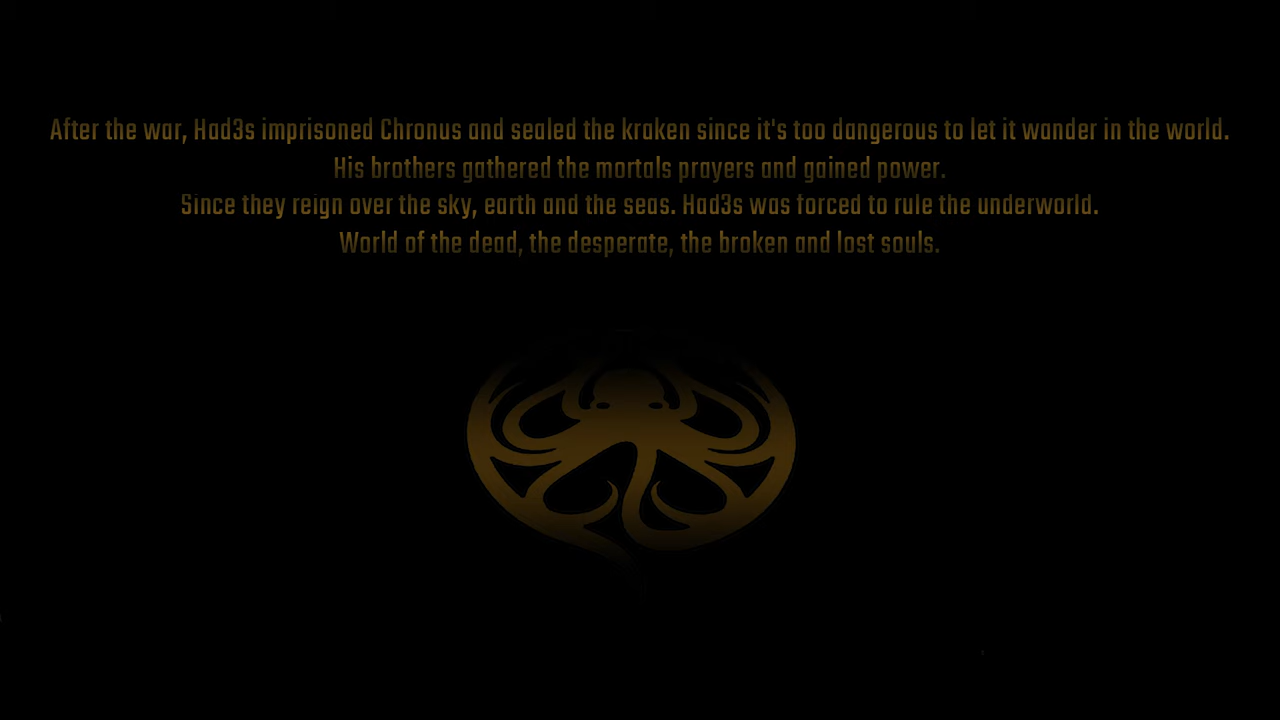 After the war, Had3s imprisoned Chronus and sealed the kraken since it's too dangerous to let it wander in the world.
His brothers gathered the mortals prayers and gained power.
Since they reign over the sky, earth and the seas. Had3s was forced to rule the underworld.
World of the dead, the desperate, the broken and lost souls.